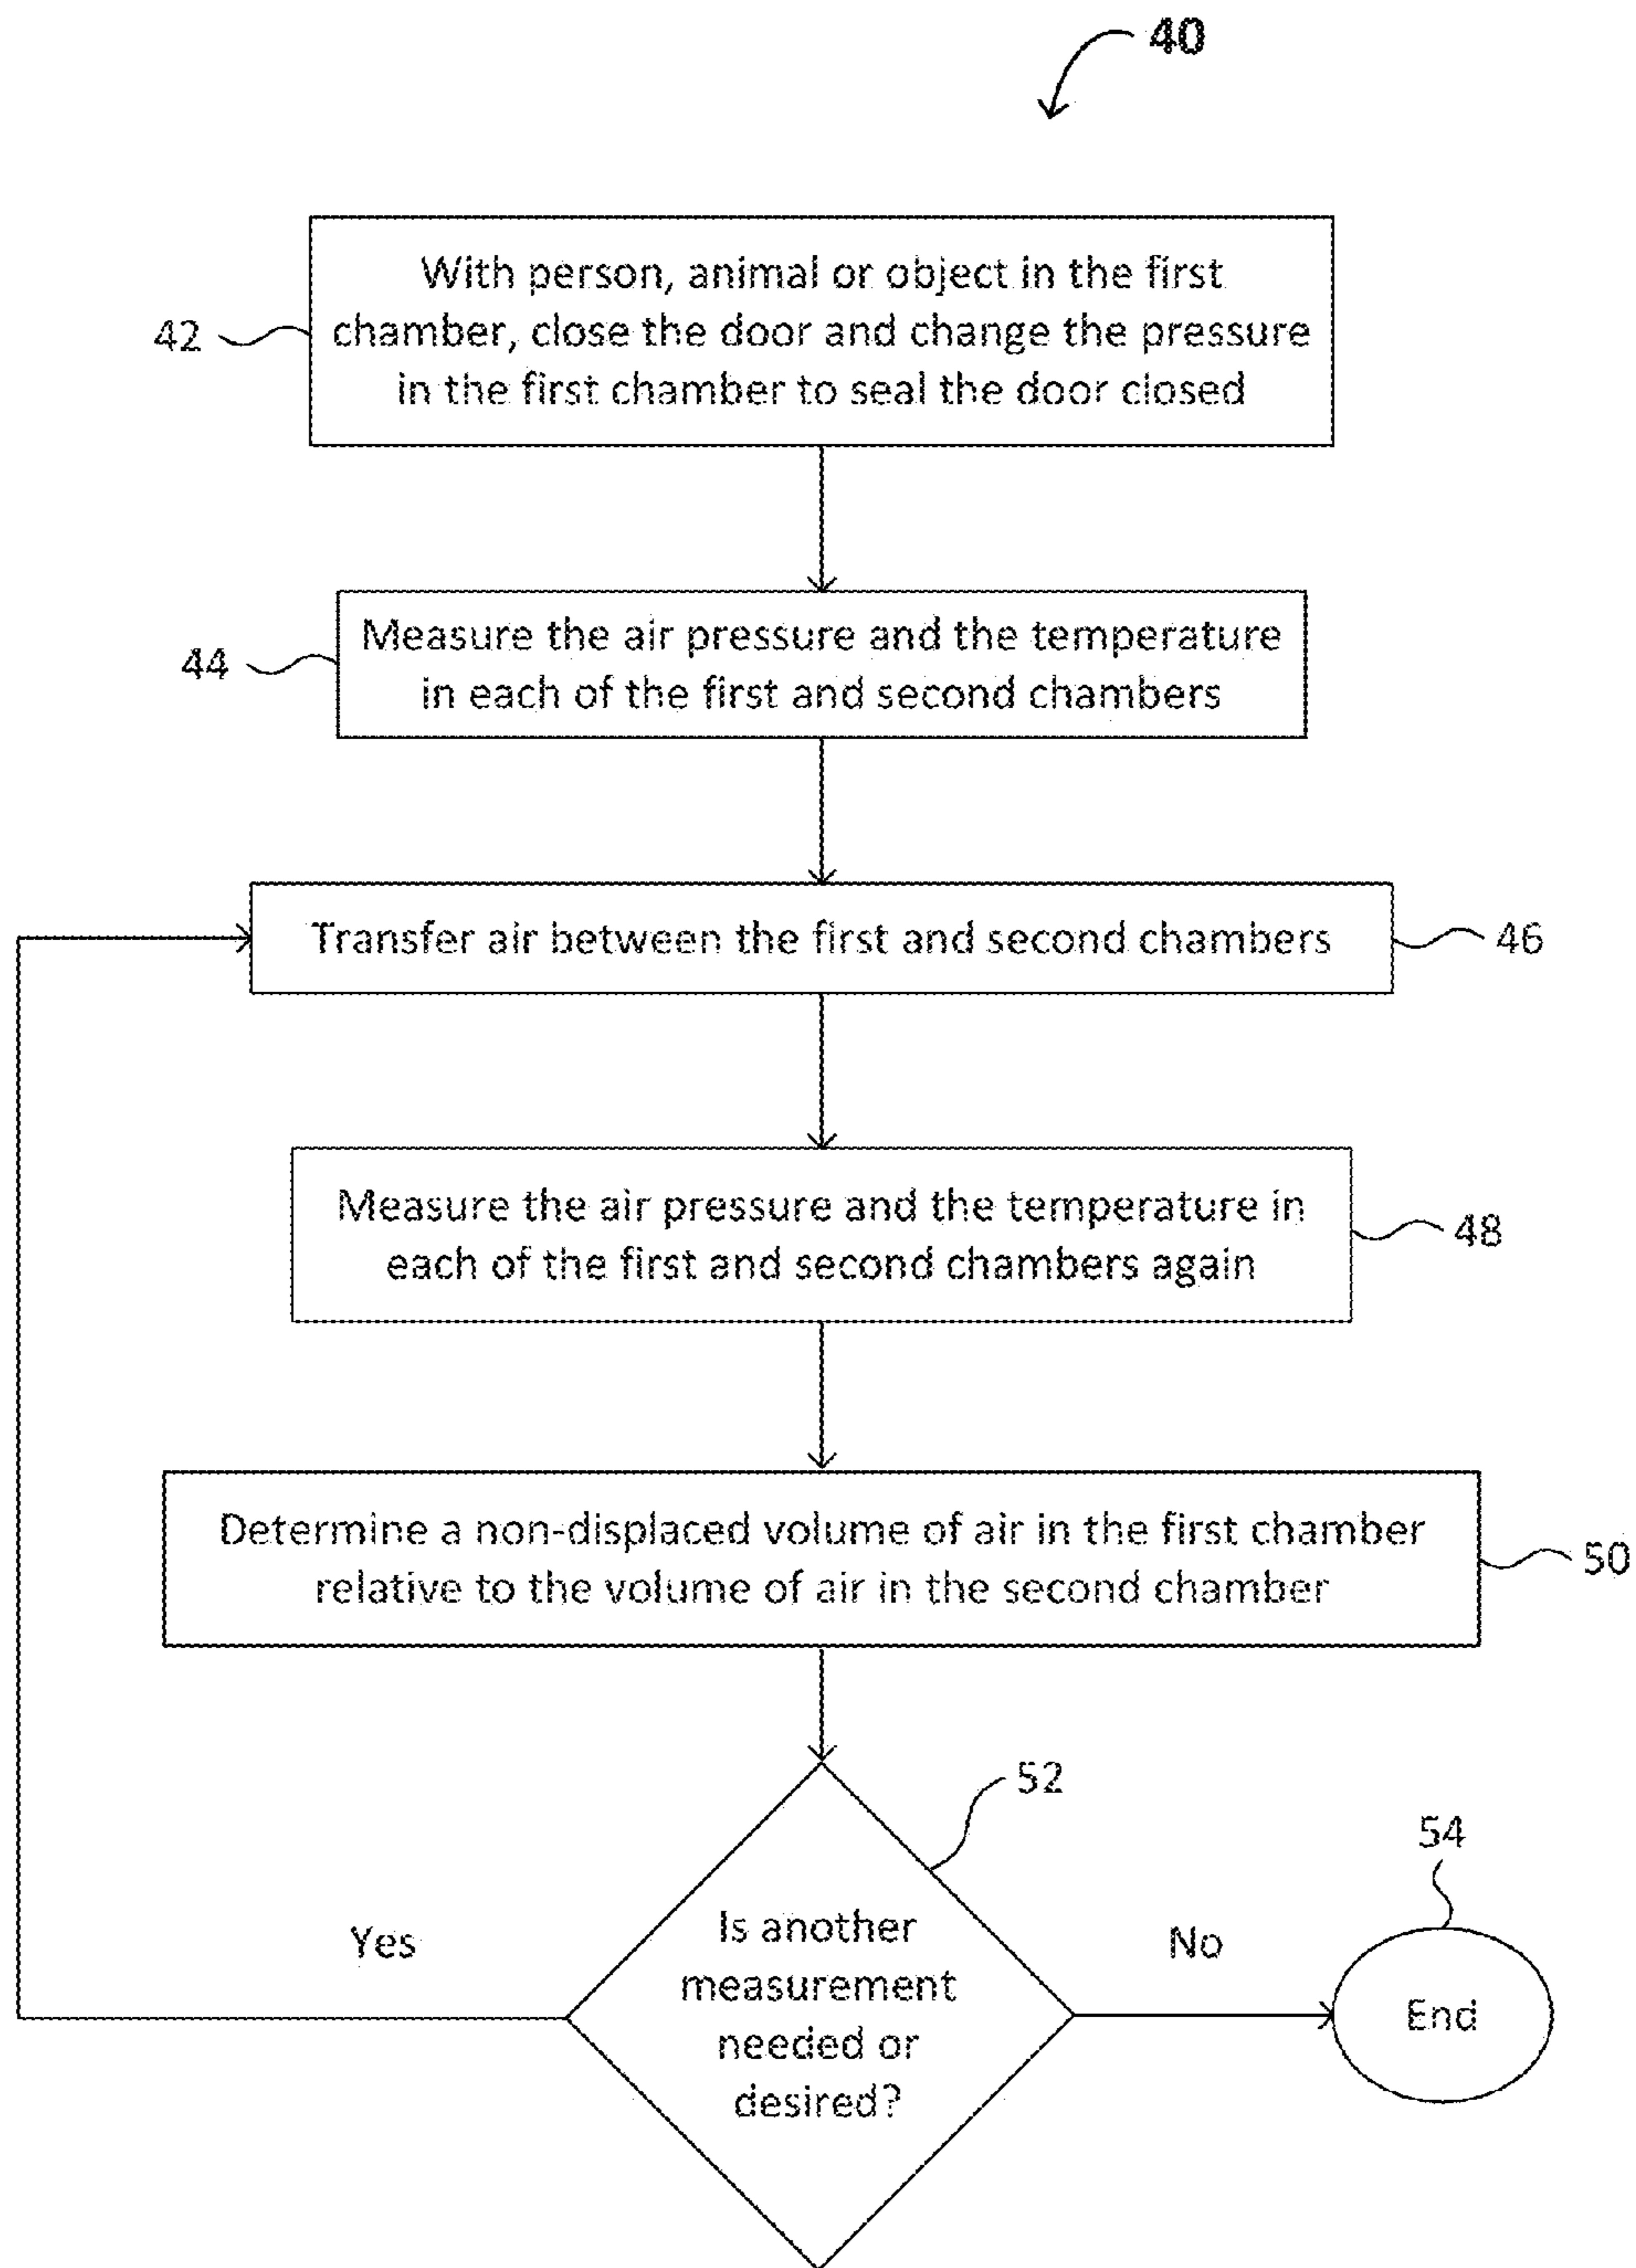 40
With person, animal or object in the first
chamber, close the door and change the pressure
in the first chamber to seal the door closed
42
Measure the air pressure and the temperature
in each of the first and second chambers
44
Transfer air between the first and second chambers
46
Measure the air pressure and the temperature in
each of the first and second chambers again
48
Determine a non-displaced volume of air in the first chamber
relative to the volume of air in the second chamber
50
52
54
Yes
Is another
measurement
needed or
desired?
No
End